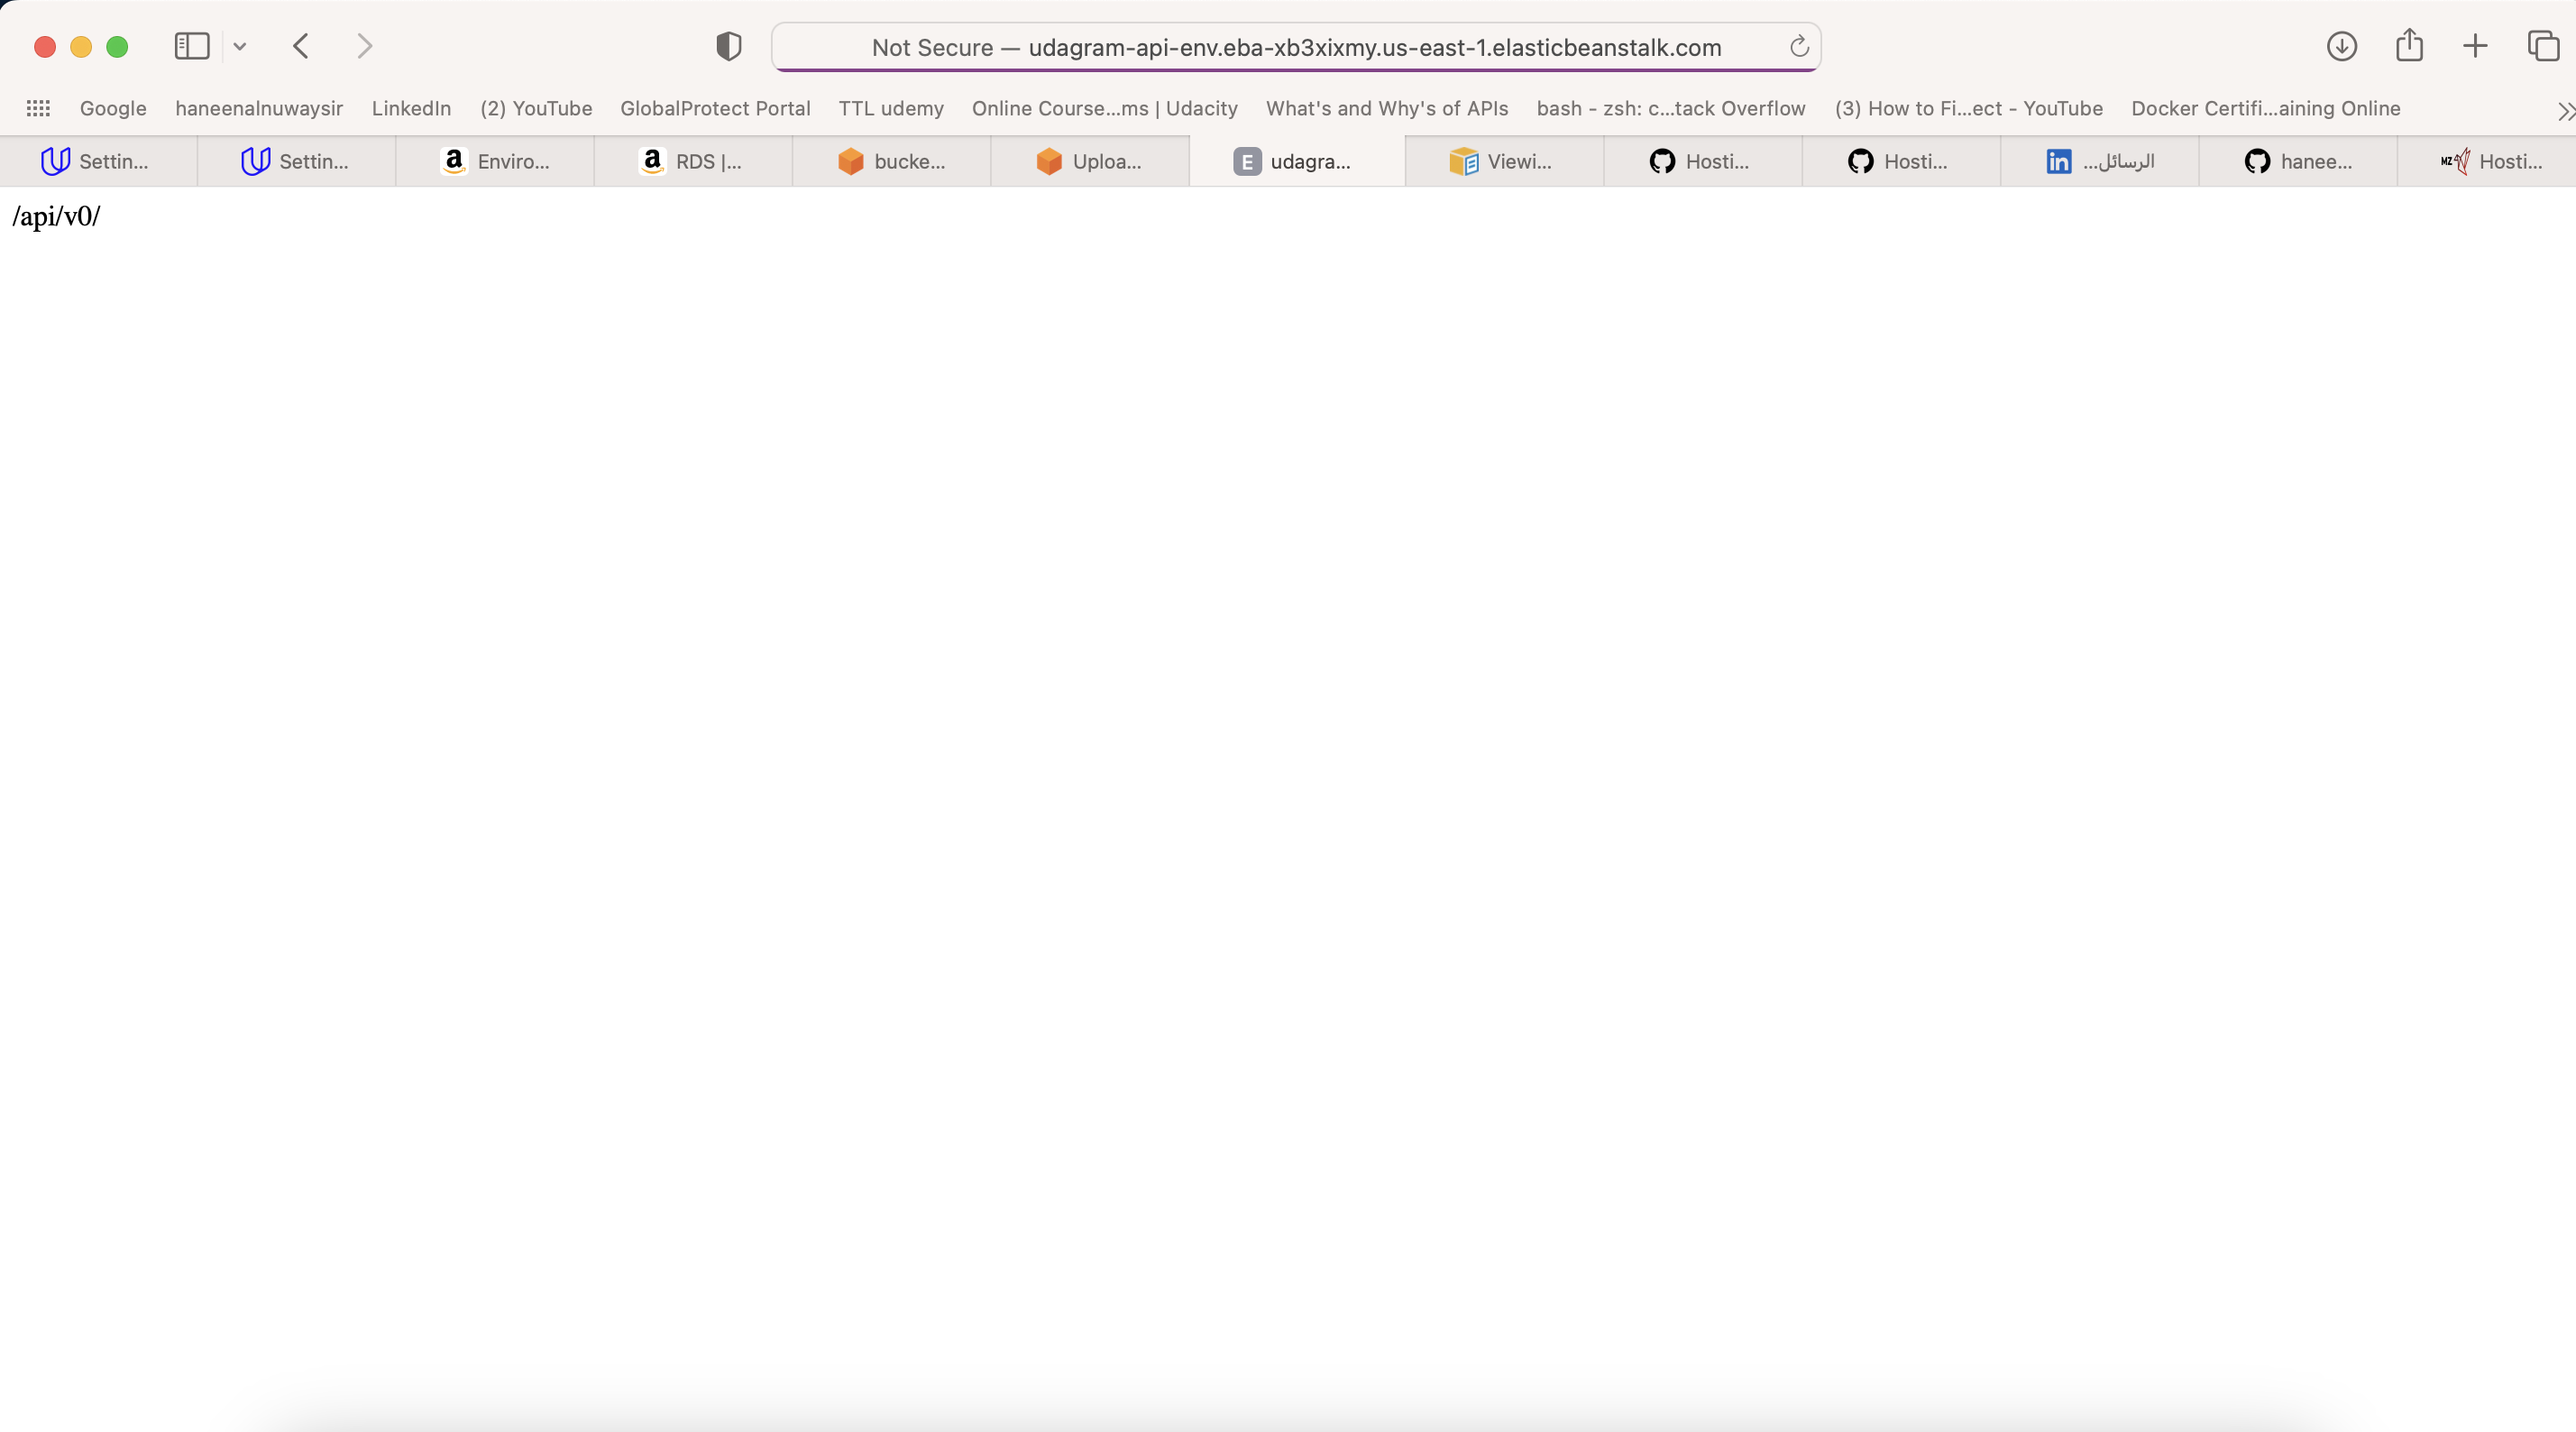 Not Secure — udagram-api-env.eba-xb3xixmy.us-east-1.elasticbeanstalk.com
Google haneenalnuwaysir LinkedIn (2) YouTube GlobalProtect Portal TTL udemy Online Course...ms | Udacity What's and Why's of APIs bash - zsh: c...tack Overflow (3) How to Fi...ect - YouTube Docker Certifi...aining Online
Settin... Settin... a Enviro... a RDS |... bucke... Uploa... E udagra... Viewi... Hosti... Hosti... in الرسائل... hanee... MZ Hosti...
/api/v0/